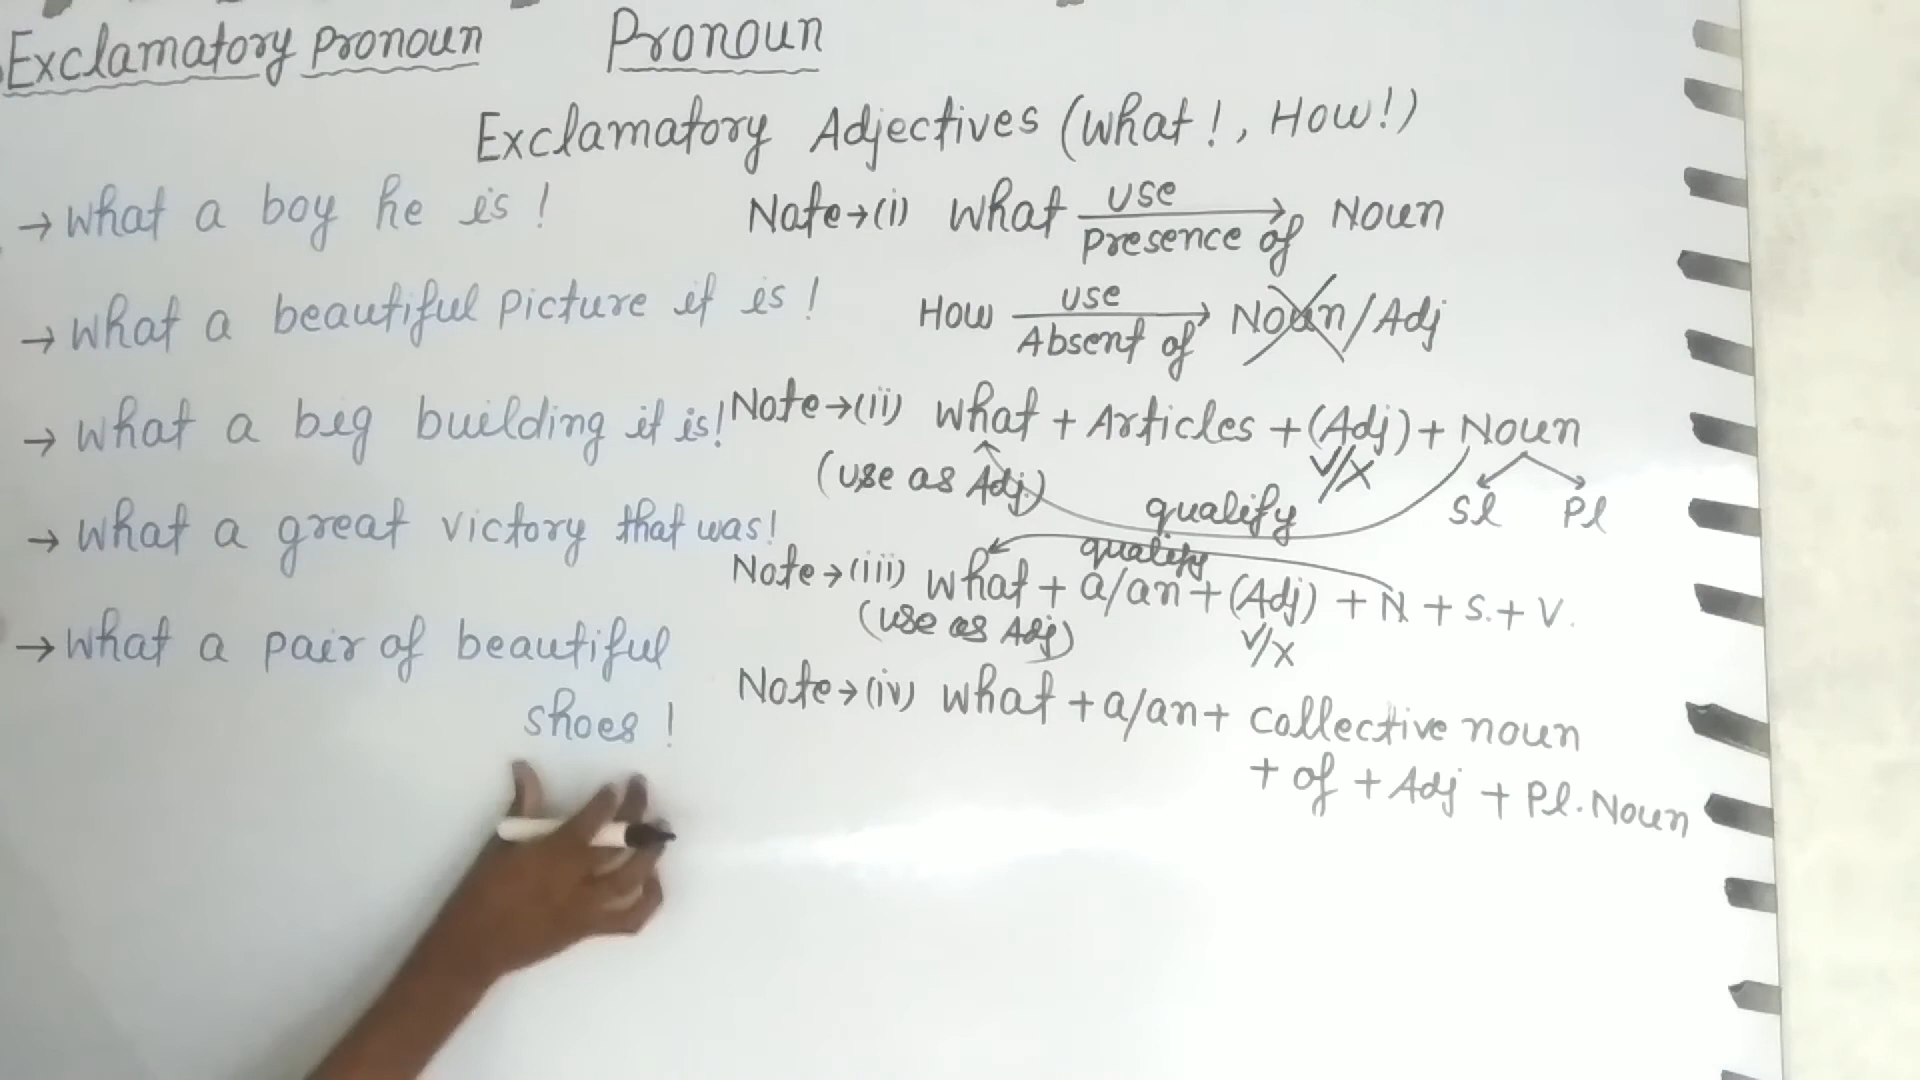 Exclamatory pronoun Pronoun
Exclamatory Adjectives (what!, How!)
→ what a boy he is!
→ what a beautiful picture it is!
→ what a big building it is!
→ what a great victory that was!
→ what a pair of beautiful
shoes!
Note→(i) what use presence of → Noun
How use Absent of → Noun/Adj
Note→(ii) what + Articles + (Adj) + Noun
(use as Adj) qualify ✓/x Sl Pl
qualify
Note→(iii) what + a/an + (Adj) + N + S. + V.
(use as Adj) ✓/x
Note→(iv) what + a/an + collective noun
+ of + Adj + Pl. Noun